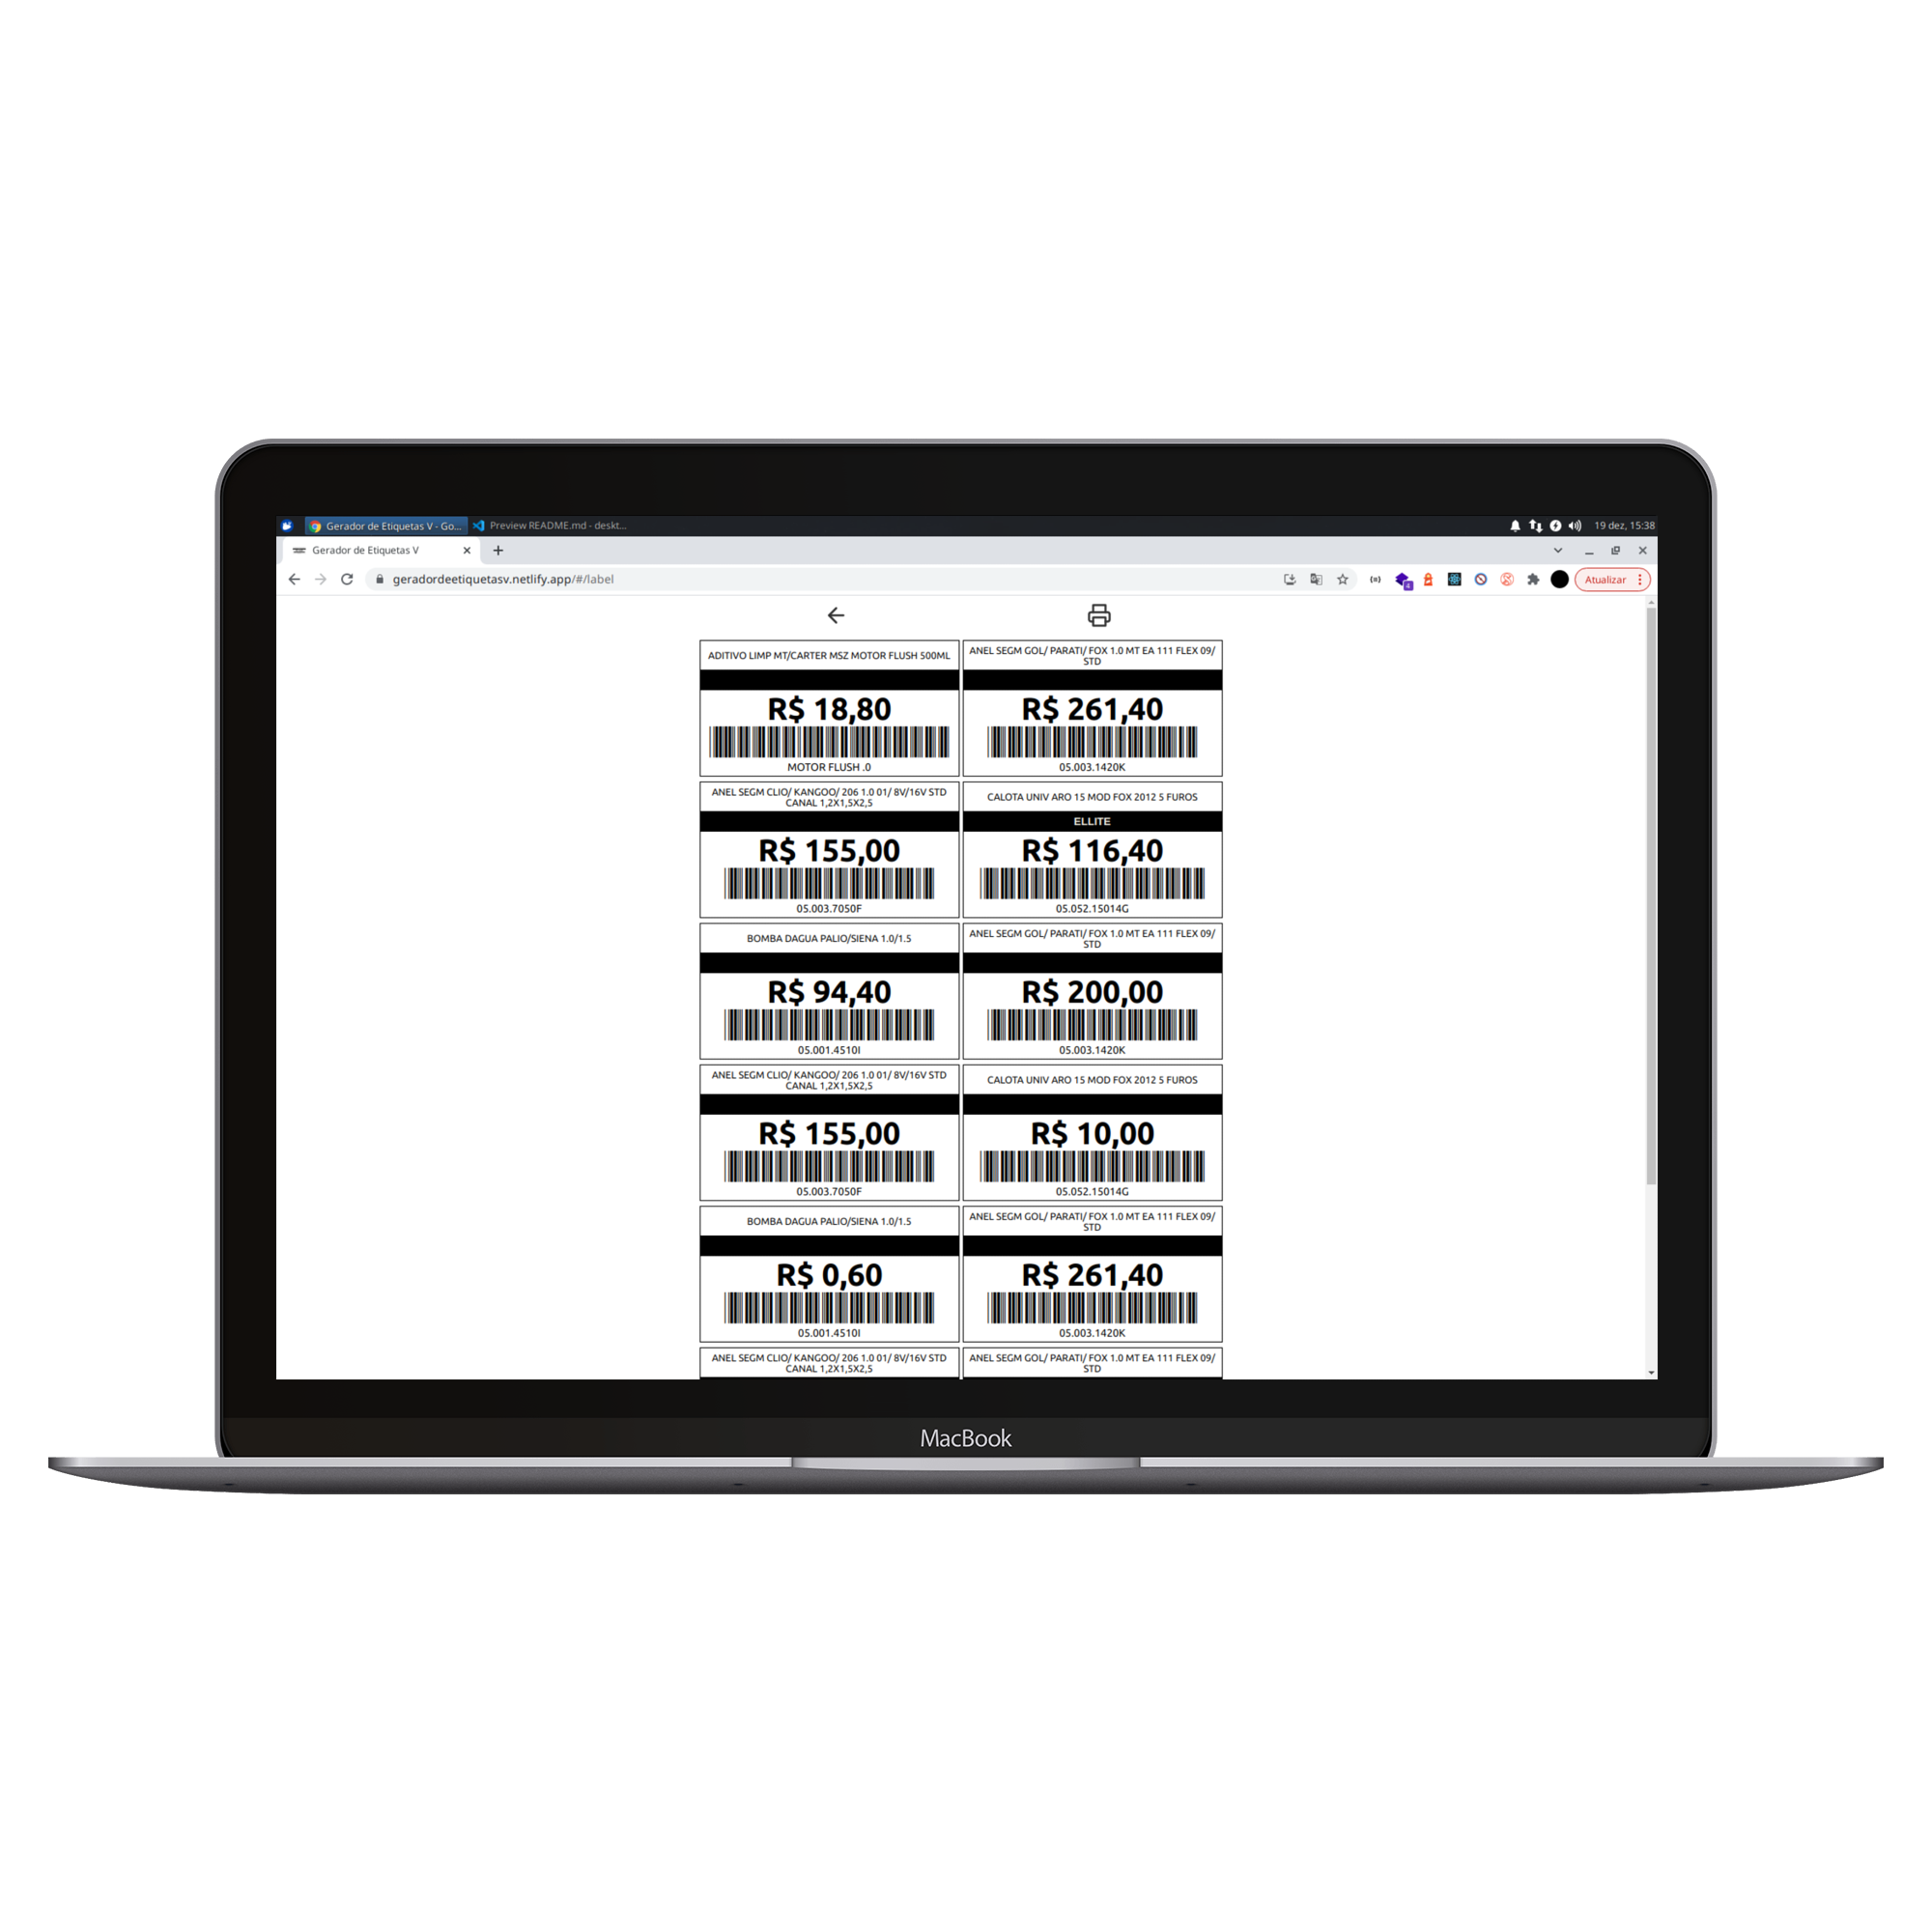 Gerador de Etiquetas V - Go...
Preview README.md - deskt...
19 dez, 15:38
Gerador de Etiquetas V
geradordeetiquetasv.netlify.app/#/label
Atualizar
ADITIVO LIMP MT/CARTER MSZ MOTOR FLUSH 500ML
R$ 18,80
MOTOR FLUSH .0
ANEL SEGM GOL/ PARATI/ FOX 1.0 MT EA 111 FLEX 09/
STD
R$ 261,40
05.003.1420K
ANEL SEGM CLIO/ KANGOO/ 206 1.0 01/ 8V/16V STD
CANAL 1,2X1,5X2,5
R$ 155,00
05.003.7050F
CALOTA UNIV ARO 15 MOD FOX 2012 5 FUROS
ELLITE
R$ 116,40
05.052.15014G
BOMBA DAGUA PALIO/SIENA 1.0/1.5
R$ 94,40
05.001.4510I
ANEL SEGM GOL/ PARATI/ FOX 1.0 MT EA 111 FLEX 09/
STD
R$ 200,00
05.003.1420K
ANEL SEGM CLIO/ KANGOO/ 206 1.0 01/ 8V/16V STD
CANAL 1,2X1,5X2,5
R$ 155,00
05.003.7050F
CALOTA UNIV ARO 15 MOD FOX 2012 5 FUROS
R$ 10,00
05.052.15014G
BOMBA DAGUA PALIO/SIENA 1.0/1.5
R$ 0,60
05.001.4510I
ANEL SEGM GOL/ PARATI/ FOX 1.0 MT EA 111 FLEX 09/
STD
R$ 261,40
05.003.1420K
ANEL SEGM CLIO/ KANGOO/ 206 1.0 01/ 8V/16V STD
CANAL 1,2X1,5X2,5
ANEL SEGM GOL/ PARATI/ FOX 1.0 MT EA 111 FLEX 09/
STD
MacBook